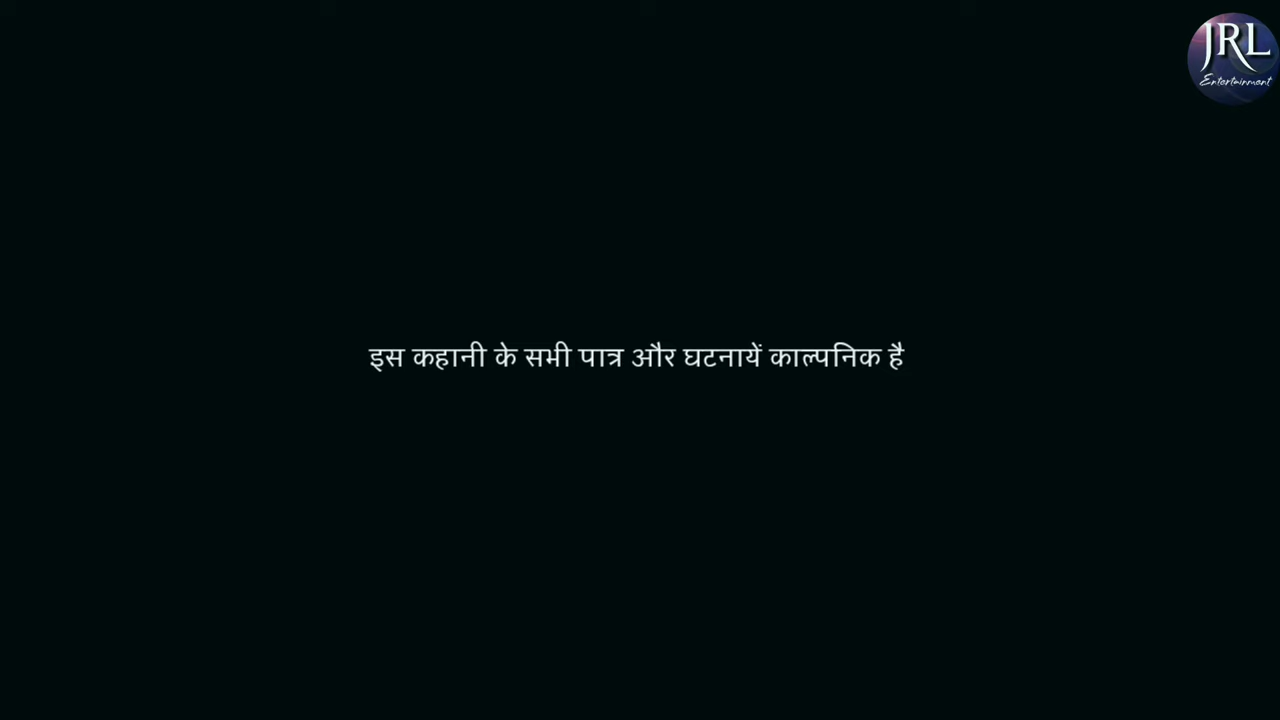 JRL
Entertainment
इस कहानी के सभी पात्र और घटनायें काल्पनिक है